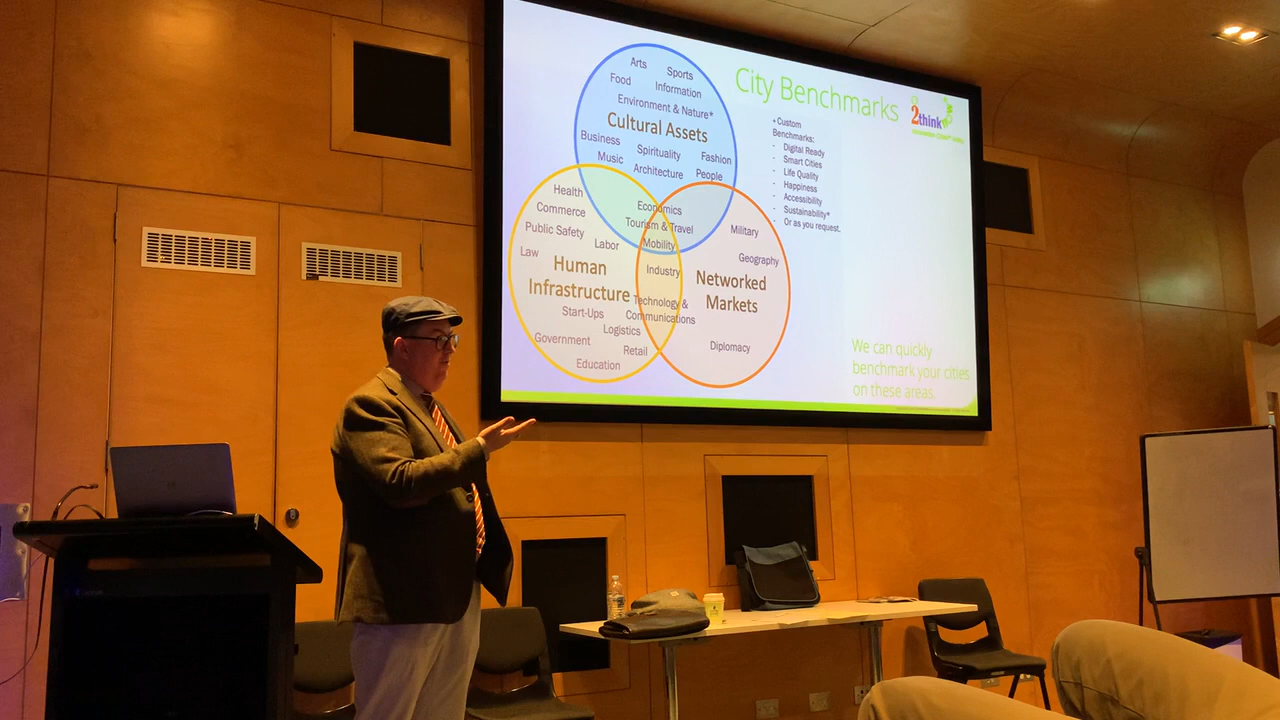 City Benchmarks
2think
Innovation Cities™ Index
Arts
Sports
Food
Information
Environment & Nature*
Cultural Assets
Business
Spirituality
Fashion
Music
Architecture
People
Health
Commerce
Public Safety
Labor
Law
Human
Infrastructure
Start-Ups
Logistics
Government
Retail
Education
Economics
Tourism & Travel
Mobility
Industry
Technology &
Communications
Military
Geography
Networked
Markets
Diplomacy
• Custom
Benchmarks:
- Digital Ready
- Smart Cities
- Life Quality
- Happiness
- Accessibility
- Sustainability*
- Or as you request.
We can quickly
benchmark your cities
on these areas.